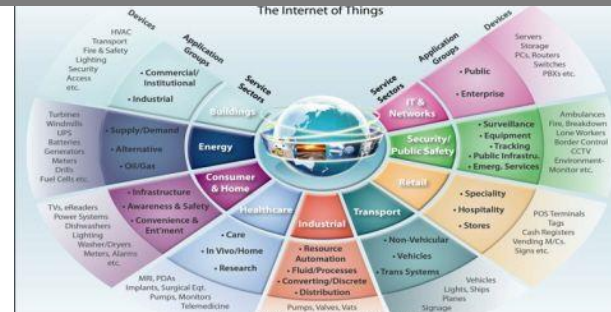 The Internet of Things
Devices
Application
Groups
Service
Sectors
Service
Sectors
Application
Groups
Devices
HVAC
Transport
Fire & Safety
Lighting
Security
Access
etc.
• Commercial/
Institutional
• Industrial
Buildings
Turbines
Windmills
UPS
Batteries
Generators
Meters
Drills
Fuel Cells etc.
• Supply/Demand
• Alternative
• Oil/Gas
Energy
TVs, eReaders
Power Systems
Dishwashers
Lighting
Washer/Dryers
Meters, Alarms
etc.
• Infrastructure
• Awareness & Safety
• Convenience &
Ent'ment
Consumer
& Home
MRI, PDAs
Implants, Surgical Eqt.
Pumps, Monitors
Telemedicine
• Care
• In Vivo/Home
• Research
Healthcare
Industrial
• Resource
Automation
• Fluid/Processes
• Converting/Discrete
• Distribution
Pumps, Valves, Vats
Transport
• Non-Vehicular
• Vehicles
• Trans Systems
Vehicles
Lights, Ships
Planes
Signage
Retail
• Speciality
• Hospitality
• Stores
POS Terminals
Tags
Cash Registers
Vending M/Cs.
Signs etc.
Security/
Public Safety
• Surveillance
• Equipment
• Tracking
• Public Infrastru.
• Emerg. Services
Ambulances
Fire, Breakdown
Lone Workers
Border Control
CCTV
Environment-
Monitor etc.
IT &
Networks
• Public
• Enterprise
Servers
Storage
PCs, Routers
Switches
PBXs etc.